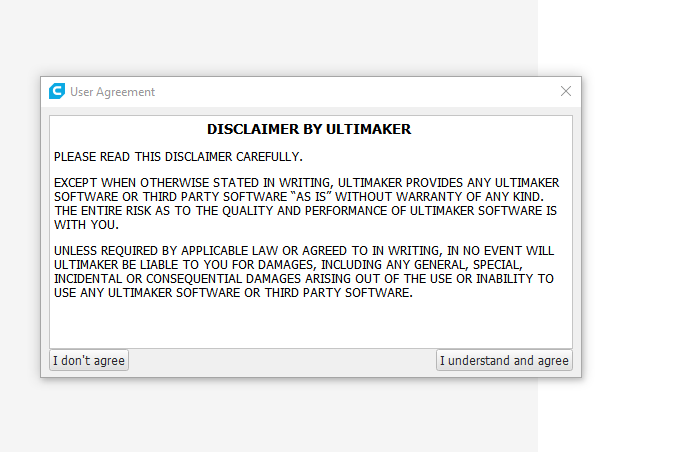 User Agreement
DISCLAIMER BY ULTIMAKER
PLEASE READ THIS DISCLAIMER CAREFULLY.
EXCEPT WHEN OTHERWISE STATED IN WRITING, ULTIMAKER PROVIDES ANY ULTIMAKER
SOFTWARE OR THIRD PARTY SOFTWARE “AS IS” WITHOUT WARRANTY OF ANY KIND.
THE ENTIRE RISK AS TO THE QUALITY AND PERFORMANCE OF ULTIMAKER SOFTWARE IS
WITH YOU.
UNLESS REQUIRED BY APPLICABLE LAW OR AGREED TO IN WRITING, IN NO EVENT WILL
ULTIMAKER BE LIABLE TO YOU FOR DAMAGES, INCLUDING ANY GENERAL, SPECIAL,
INCIDENTAL OR CONSEQUENTIAL DAMAGES ARISING OUT OF THE USE OR INABILITY TO
USE ANY ULTIMAKER SOFTWARE OR THIRD PARTY SOFTWARE.
I don't agree
I understand and agree